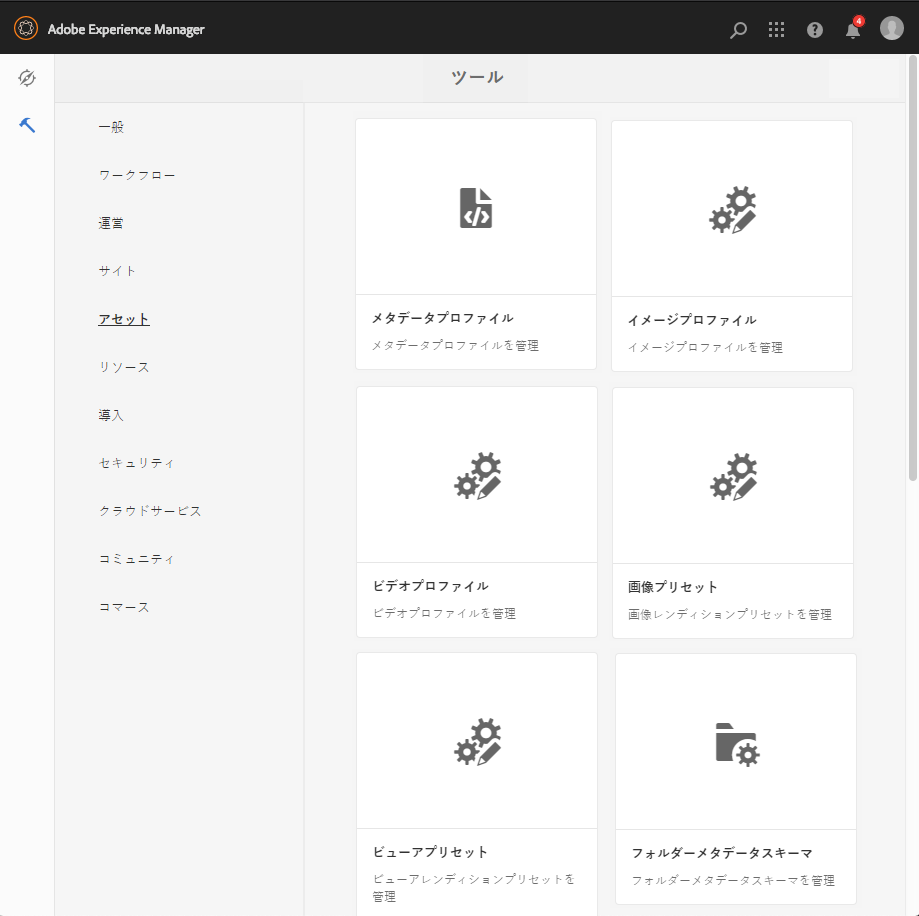 Adobe Experience Manager
4
ツール
一般
ワークフロー
運営
サイト
アセット
リソース
導入
セキュリティ
クラウドサービス
コミュニティ
コマース
メタデータプロファイル
メタデータプロファイルを管理
イメージプロファイル
イメージプロファイルを管理
ビデオプロファイル
ビデオプロファイルを管理
画像プリセット
画像レンディションプリセットを管理
ビューアプリセット
ビューアレンディションプリセットを
管理
フォルダーメタデータスキーマ
フォルダーメタデータスキーマを管理